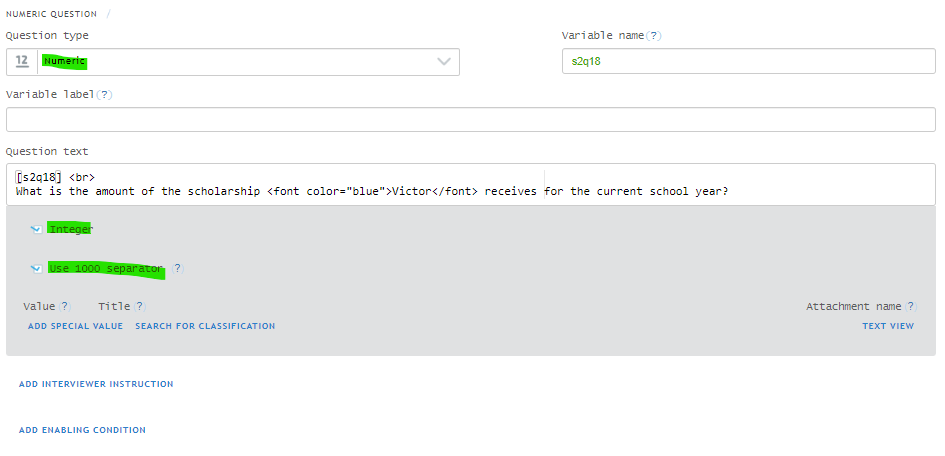 NUMERIC QUESTION /
Question type
Variable name (?)
12 Numeric
s2q18
Variable label (?)
Question text
[s2q18] <br>
What is the amount of the scholarship <font color="blue">Victor</font> receives for the current school year?
Integer
Use 1000 separator (?)
Value (?) Title (?) Attachment name (?)
ADD SPECIAL VALUE SEARCH FOR CLASSIFICATION TEXT VIEW
ADD INTERVIEWER INSTRUCTION
ADD ENABLING CONDITION